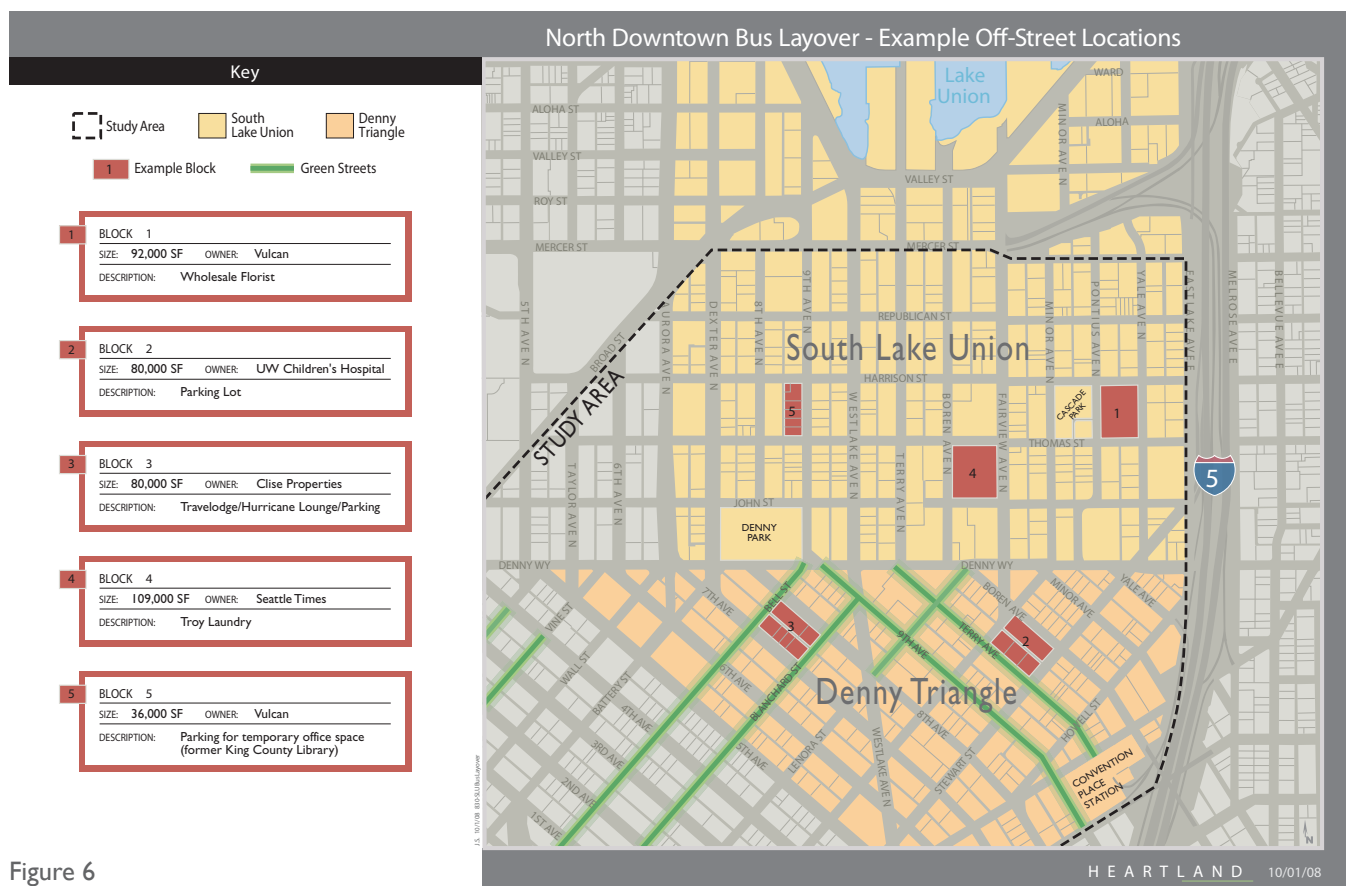 North Downtown Bus Layover - Example Off-Street Locations
Key
Study Area
South
Lake Union
Denny
Triangle
1 Example Block
Green Streets
1
BLOCK 1
SIZE: 92,000 SF OWNER: Vulcan
DESCRIPTION: Wholesale Florist
2
BLOCK 2
SIZE: 80,000 SF OWNER: UW Children's Hospital
DESCRIPTION: Parking Lot
3
BLOCK 3
SIZE: 80,000 SF OWNER: Clise Properties
DESCRIPTION: Travelodge/Hurricane Lounge/Parking
4
BLOCK 4
SIZE: 109,000 SF OWNER: Seattle Times
DESCRIPTION: Troy Laundry
5
BLOCK 5
SIZE: 36,000 SF OWNER: Vulcan
DESCRIPTION: Parking for temporary office space
(former King County Library)
Lake
Union
WARD
ALOHA ST
MINOR AVE N
ALOHA
VALLEY ST
VALLEY ST
ROY ST
MERCER ST
MERCER ST
5TH AVE N
BROAD ST
AURORA AVE N
DEXTER AVE N
8TH AVE N
9TH AVE N
REPUBLICAN ST
MINOR AVE N
PONTIUS AVE N
YALE AVE N
EASTLAKE AVE E
MELROSE AVE E
BELLEVUE AVE E
South Lake Union
HARRISON ST
STUDY AREA
5
WESTLAKE AVE N
BOREN AVE N
FAIRVIEW AVE N
CASCADE
PARK
1
THOMAS ST
TAYLOR AVE N
6TH AVE N
TERRY AVE N
4
5
JOHN ST
DENNY
PARK
DENNY WY
DENNY WY
7TH AVE
BELL ST
BOREN AVE
MINOR AVE
YALE AVE
VINE ST
3
9TH AVE
TERRY AVE
2
WALL ST
6TH AVE
BLANCHARD ST
Denny Triangle
BATTERY ST
4TH AVE
8TH AVE
HOWELL ST
3RD AVE
5TH AVE
LENORA ST
WESTLAKE AVE N
STEWART ST
CONVENTION
PLACE
STATION
2ND AVE
1ST AVE
N
Figure 6
HEARTLAND 10/01/08